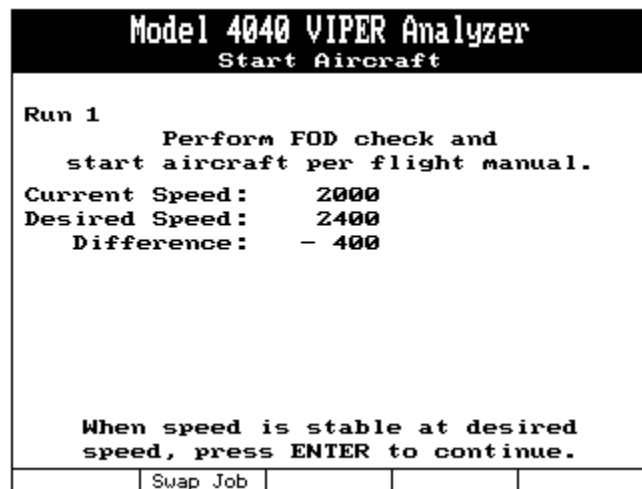 Model 4040 VIPER Analyzer
Start Aircraft
Run 1
Perform FOD check and
start aircraft per flight manual.
Current Speed: 2000
Desired Speed: 2400
Difference: - 400
When speed is stable at desired
speed, press ENTER to continue.
Swap Job